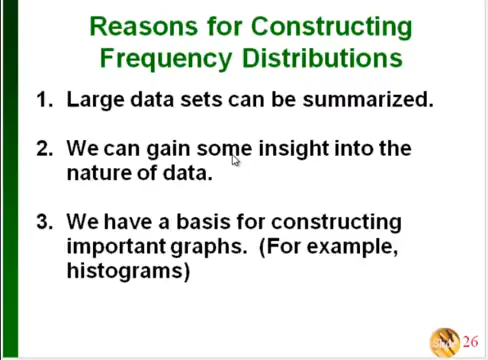 Reasons for Constructing
Frequency Distributions
1. Large data sets can be summarized.
2. We can gain some insight into the
nature of data.
3. We have a basis for constructing
important graphs. (For example,
histograms)
Slide 26